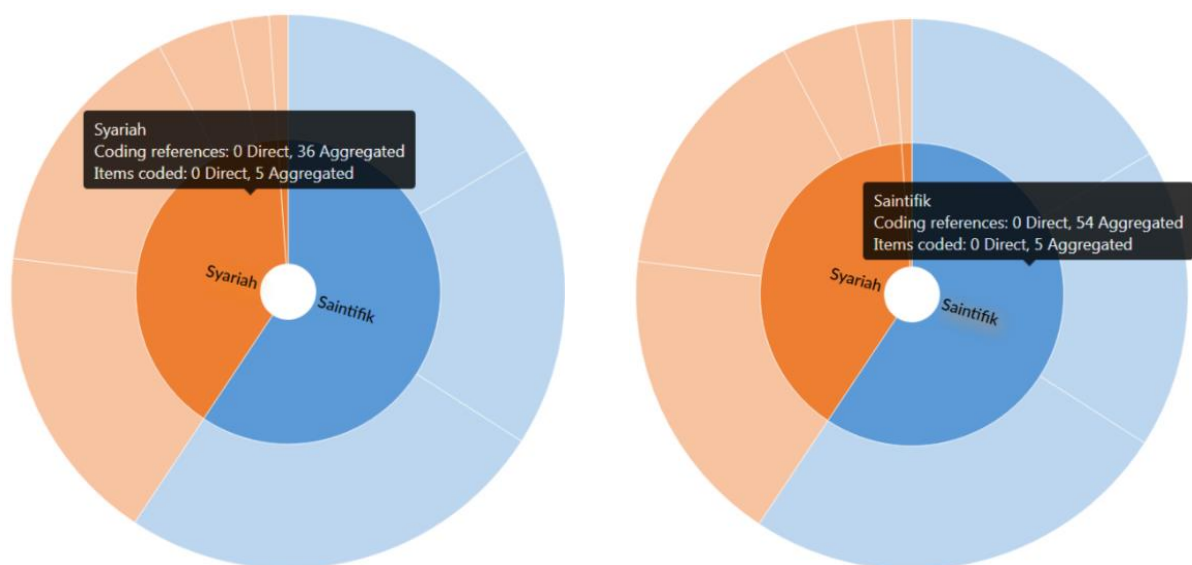 Syariah
Coding references: 0 Direct, 36 Aggregated
Items coded: 0 Direct, 5 Aggregated
Syariah
Saintifik
Saintifik
Coding references: 0 Direct, 54 Aggregated
Items coded: 0 Direct, 5 Aggregated
Syariah
Saintifik